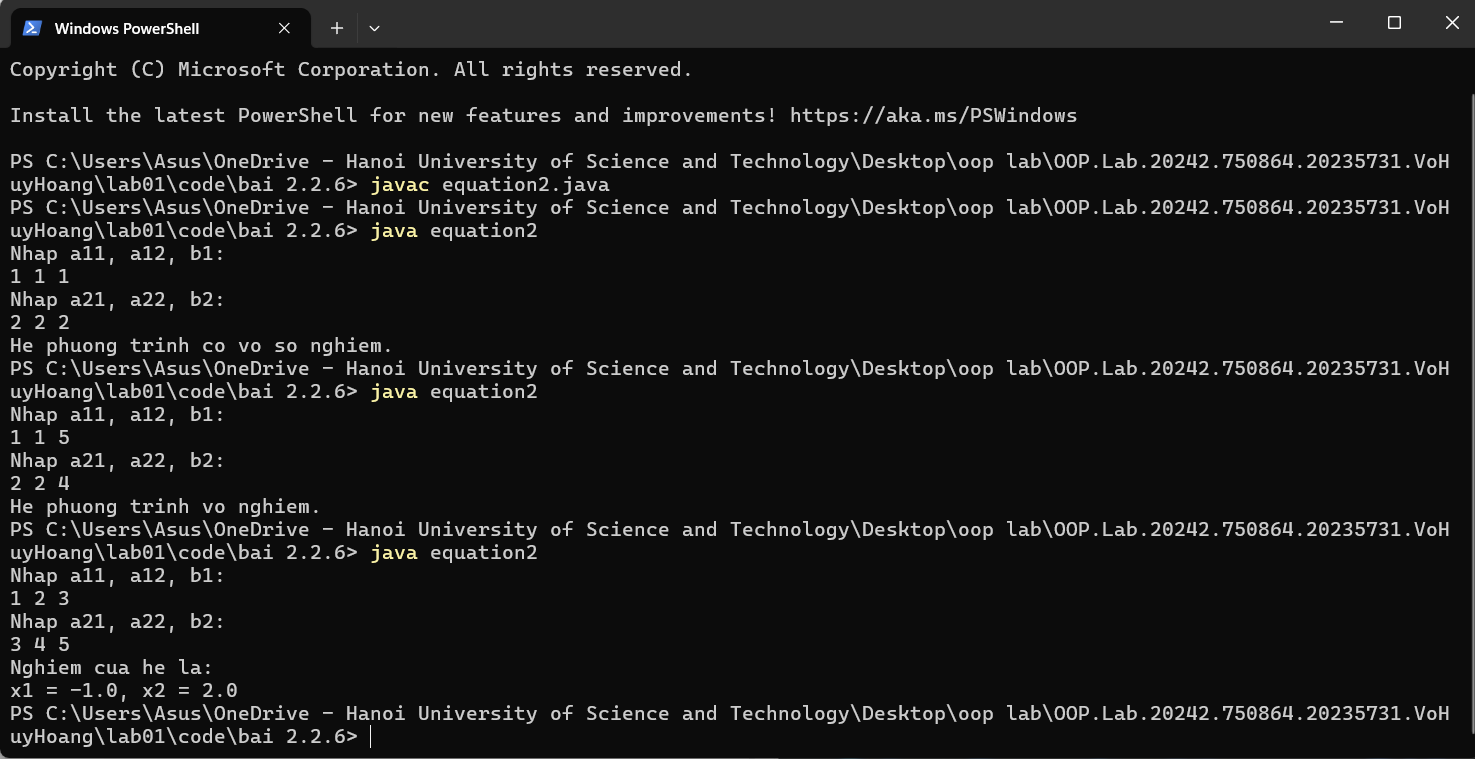 Windows PowerShell
Copyright (C) Microsoft Corporation. All rights reserved.
Install the latest PowerShell for new features and improvements! https://aka.ms/PSWindows
PS C:\Users\Asus\OneDrive - Hanoi University of Science and Technology\Desktop\oop lab\OOP.Lab.20242.750864.20235731.VoH
uyHoang\lab01\code\bai 2.2.6> javac equation2.java
PS C:\Users\Asus\OneDrive - Hanoi University of Science and Technology\Desktop\oop lab\OOP.Lab.20242.750864.20235731.VoH
uyHoang\lab01\code\bai 2.2.6> java equation2
Nhap a11, a12, b1:
1 1 1
Nhap a21, a22, b2:
2 2 2
He phuong trinh co vo so nghiem.
PS C:\Users\Asus\OneDrive - Hanoi University of Science and Technology\Desktop\oop lab\OOP.Lab.20242.750864.20235731.VoH
uyHoang\lab01\code\bai 2.2.6> java equation2
Nhap a11, a12, b1:
1 1 5
Nhap a21, a22, b2:
2 2 4
He phuong trinh vo nghiem.
PS C:\Users\Asus\OneDrive - Hanoi University of Science and Technology\Desktop\oop lab\OOP.Lab.20242.750864.20235731.VoH
uyHoang\lab01\code\bai 2.2.6> java equation2
Nhap a11, a12, b1:
1 2 3
Nhap a21, a22, b2:
3 4 5
Nghiem cua he la:
x1 = -1.0, x2 = 2.0
PS C:\Users\Asus\OneDrive - Hanoi University of Science and Technology\Desktop\oop lab\OOP.Lab.20242.750864.20235731.VoH
uyHoang\lab01\code\bai 2.2.6>